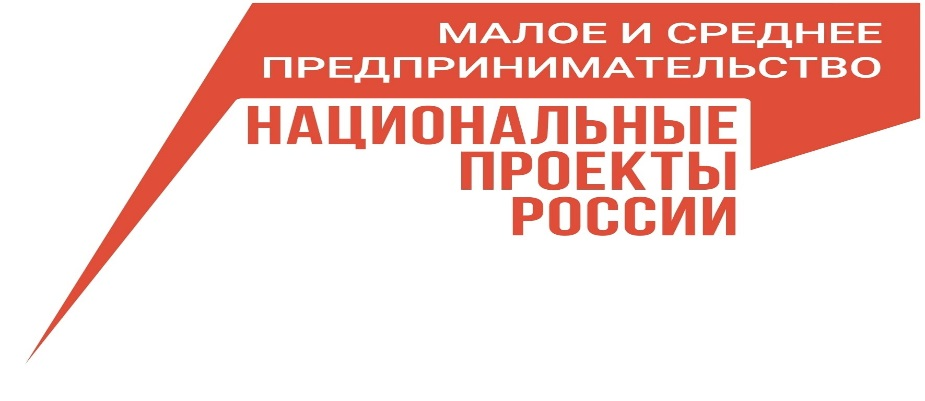 МАЛОЕ И СРЕДНЕЕ
ПРЕДПРИНИМАТЕЛЬСТВО
НАЦИОНАЛЬНЫЕ
ПРОЕКТЫ
РОССИИ